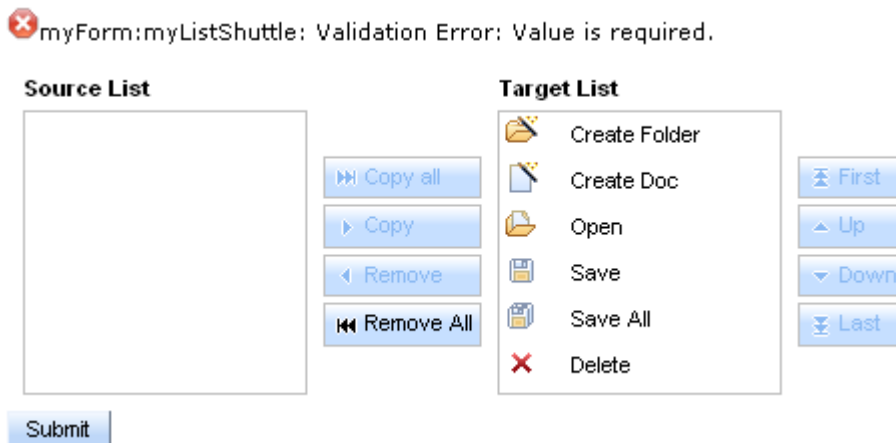 myForm:myListShuttle: Validation Error: Value is required.
Source List
Target List
Create Folder
Copy all
Create Doc
First
Copy
Open
Up
Remove
Save
Down
Remove All
Save All
Last
Delete
Submit